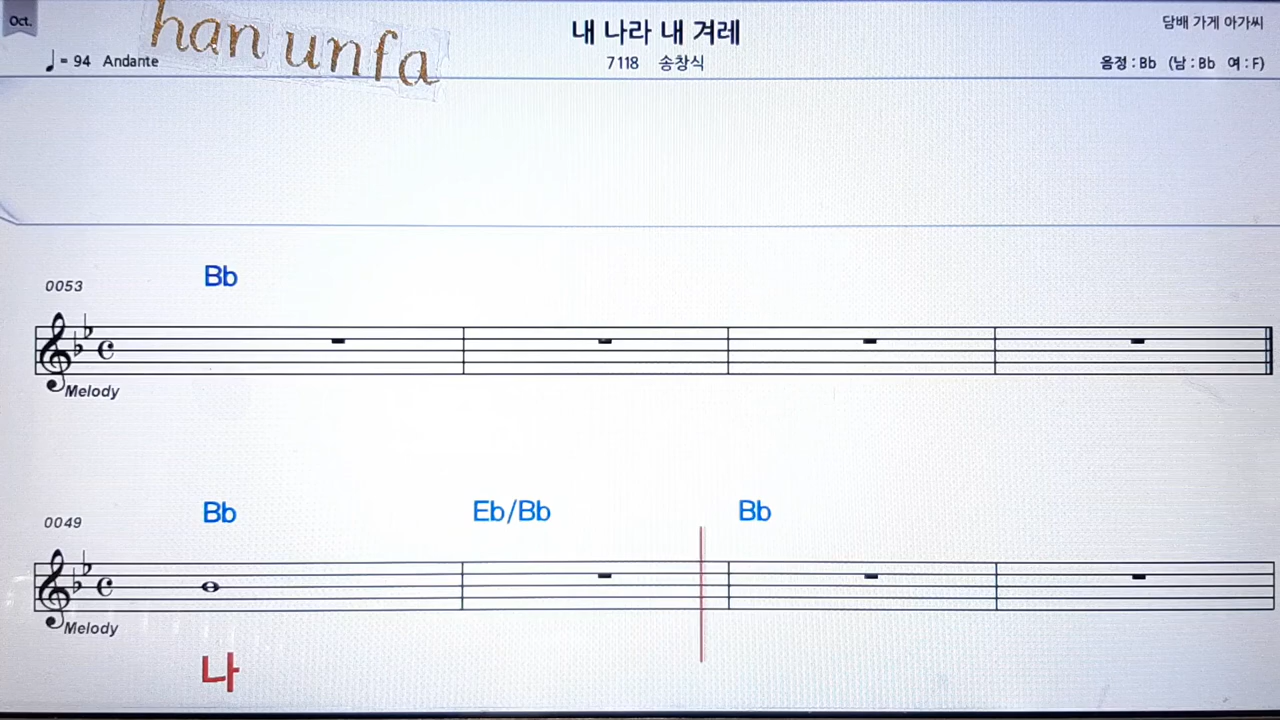 Oct.
han unfa
내 나라 내 겨레
담배 가게 아가씨
♩= 94 Andante
7118 송창식
음정 : Bb (남 : Bb 여 : F)
Bb
0053
Melody
Bb Eb/Bb Bb
0049
Melody
나